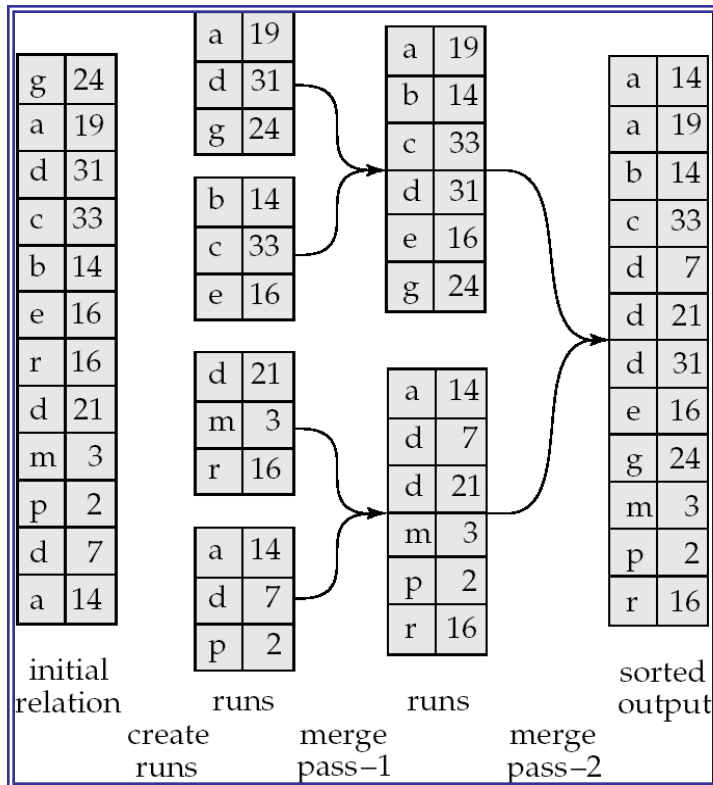 g 24
a 19
d 31
c 33
b 14
e 16
r 16
d 21
m 3
p 2
d 7
a 14
initial
relation
create
runs
a 19
d 31
g 24
b 14
c 33
e 16
d 21
m 3
r 16
a 14
d 7
p 2
runs
merge
pass–1
a 19
b 14
c 33
d 31
e 16
g 24
a 14
d 7
d 21
m 3
p 2
r 16
runs
merge
pass–2
a 14
a 19
b 14
c 33
d 7
d 21
d 31
e 16
g 24
m 3
p 2
r 16
sorted
output